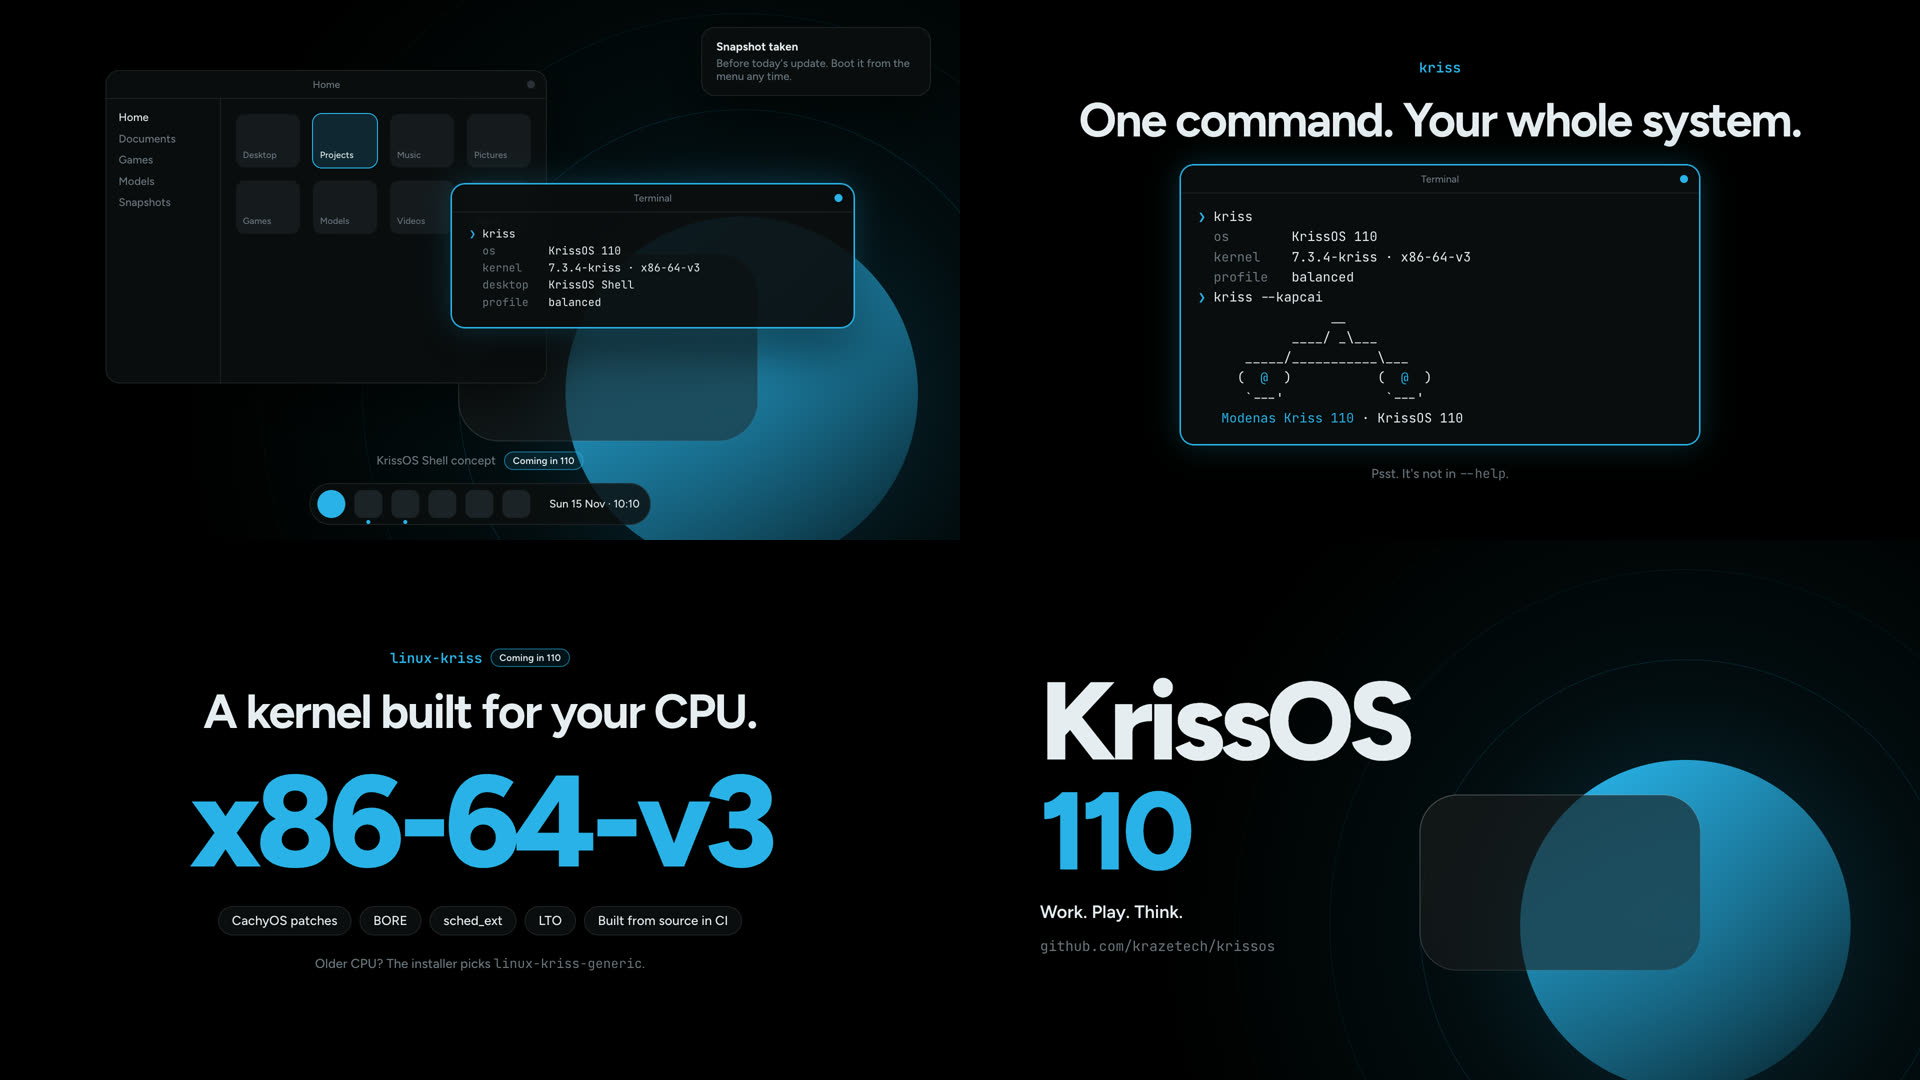 Snapshot taken
Before today's update. Boot it from the
menu any time.
Home
Home
Documents
Games
Models
Snapshots
Desktop
Projects
Music
Pictures
Games
Models
Videos
Terminal
❯ kriss
os KrissOS 110
kernel 7.3.4-kriss · x86-64-v3
desktop KrissOS Shell
profile balanced
KrissOS Shell concept Coming in 110
Sun 15 Nov · 10:10
kriss
One command. Your whole system.
Terminal
❯ kriss
os KrissOS 110
kernel 7.3.4-kriss · x86-64-v3
profile balanced
❯ kriss --kapcai
Modenas Kriss 110 · KrissOS 110
Psst. It's not in --help.
linux-kriss Coming in 110
A kernel built for your CPU.
x86-64-v3
CachyOS patches BORE sched_ext LTO Built from source in CI
Older CPU? The installer picks linux-kriss-generic.
KrissOS
110
Work. Play. Think.
github.com/krazetech/krissos